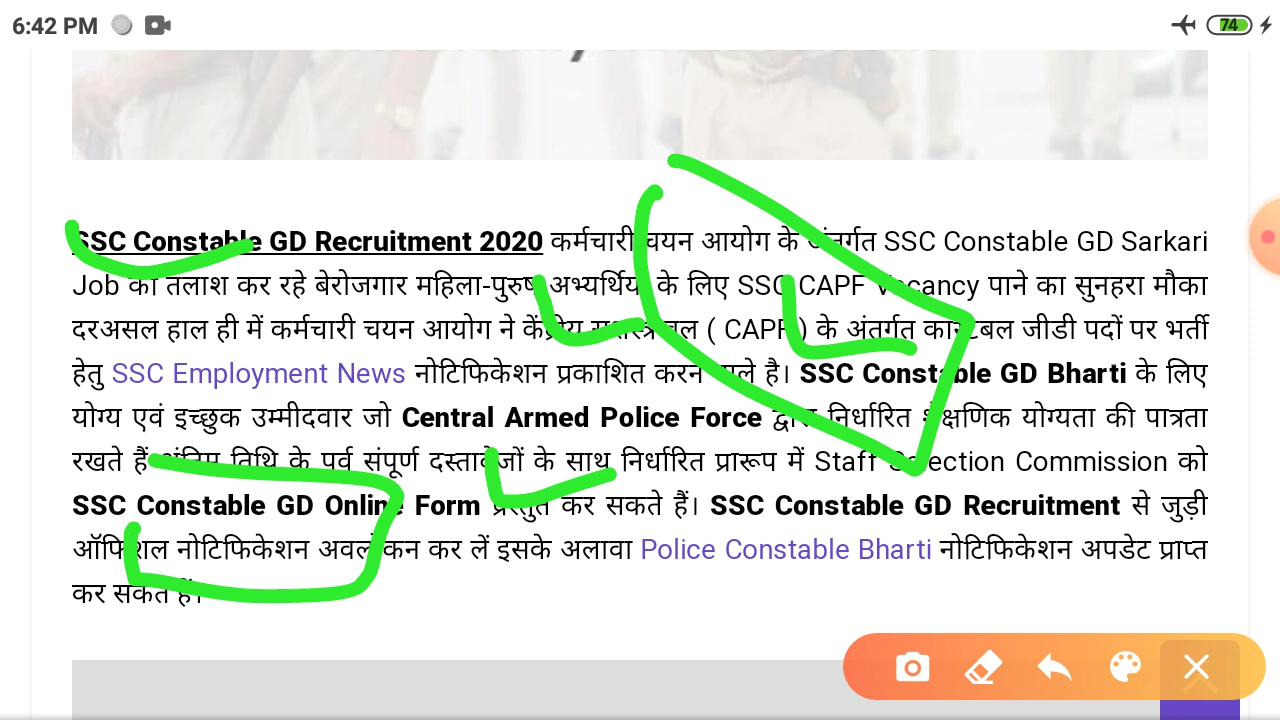 6:42 PM
74
SSC Constable GD Recruitment 2020 कर्मचारी चयन आयोग के अंतर्गत SSC Constable GD Sarkari
Job की तलाश कर रहे बेरोजगार महिला-पुरुष के लिए SSC CAPF Vacancy पाने का सुनहरा मौका
दरअसल हाल ही में कर्मचारी चयन आयोग ने ( CAPF ) के अंतर्गत जीडी पदों पर भर्ती
हेतु SSC Employment News नोटिफिकेशन प्रकाशित करने वाले है। SSC Constable GD Bharti के लिए
योग्य एवं इच्छुक उम्मीदवार जो Central Armed Police Force द्वारा निर्धारित शैक्षणिक योग्यता की पात्रता
रखते हैं तिथि के पूर्व संपूर्ण दस्तावेजों के साथ निर्धारित प्रारूप में Staff Selection Commission को
SSC Constable GD Online Form प्रस्तुत कर सकते हैं। SSC Constable GD Recruitment से जुड़ी
ऑफिशल नोटिफिकेशन अवलोकन कर लें इसके अलावा Police Constable Bharti नोटिफिकेशन अपडेट प्राप्त
कर सकते हैं।